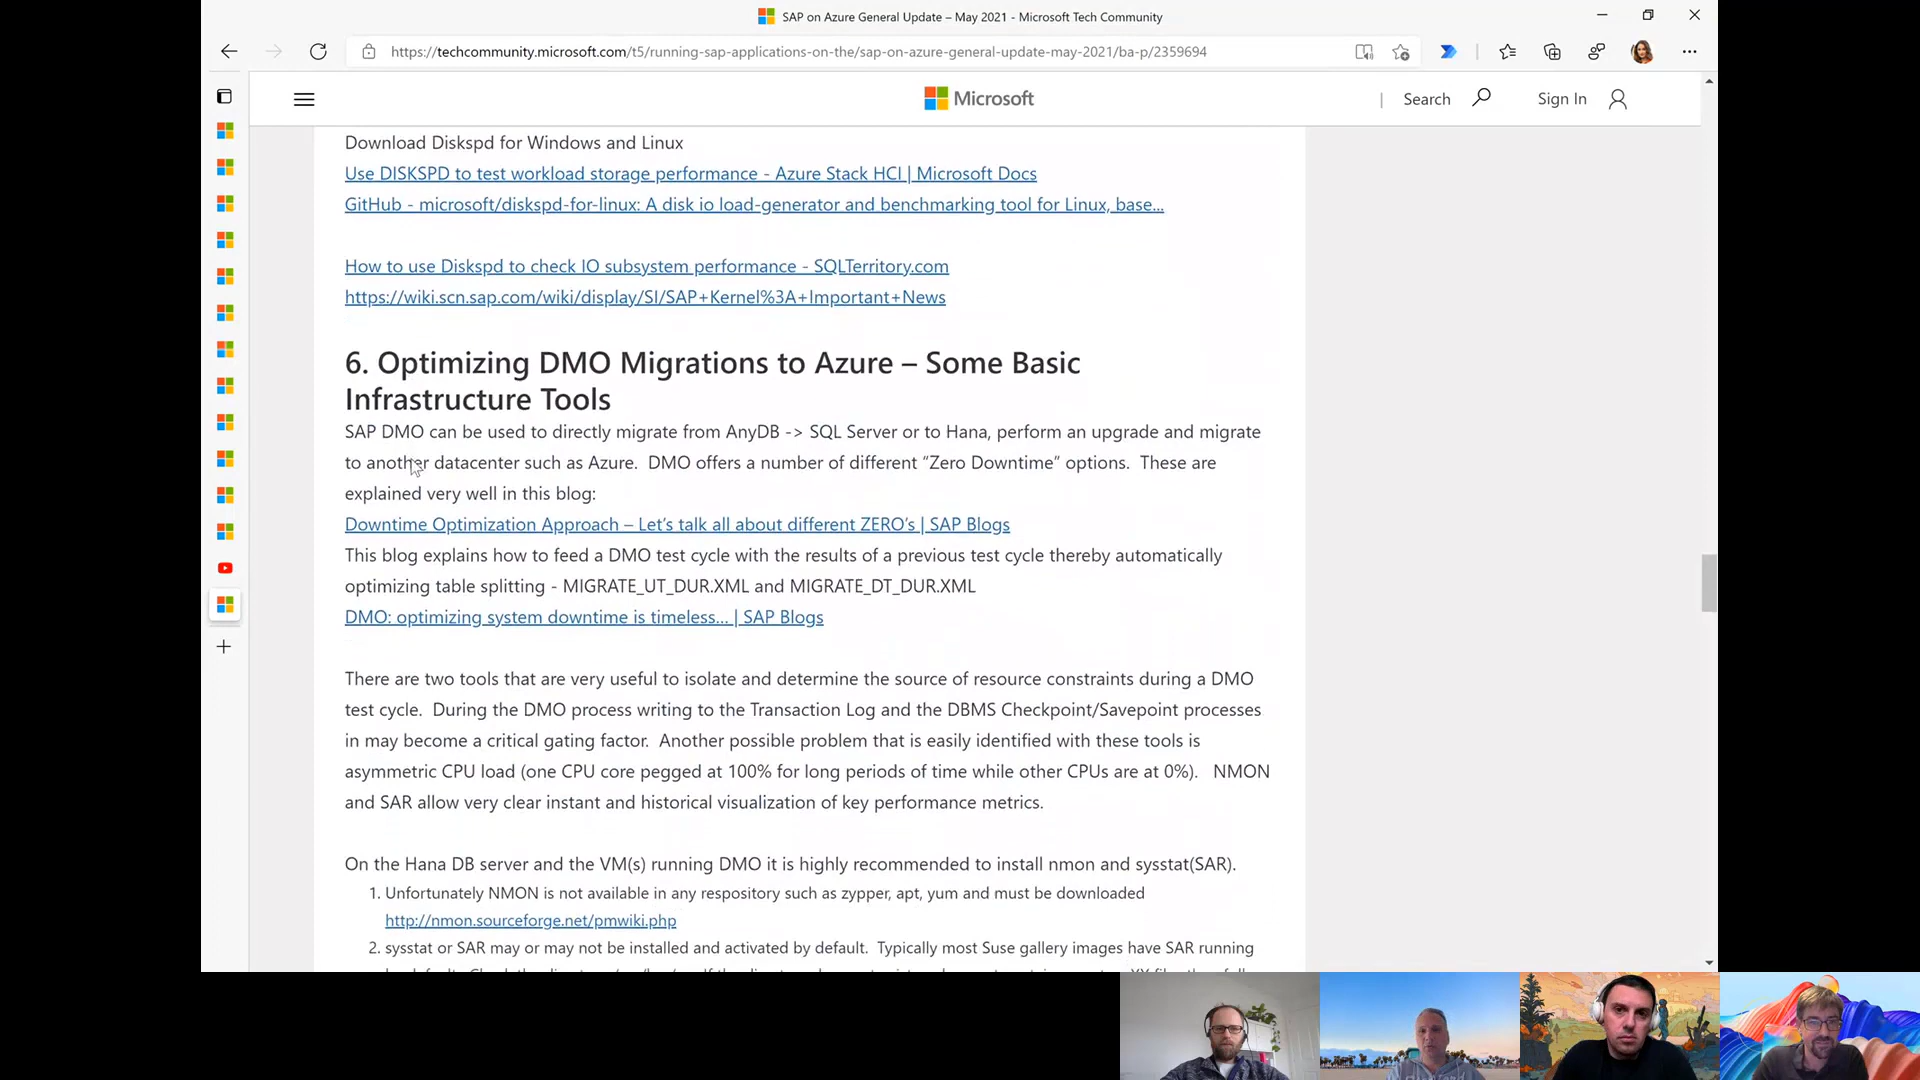 SAP on Azure General Update – May 2021 - Microsoft Tech Community
https://techcommunity.microsoft.com/t5/running-sap-applications-on-the/sap-on-azure-general-update-may-2021/ba-p/2359694
Microsoft
| Search
Sign In
Download Diskspd for Windows and Linux
Use DISKSPD to test workload storage performance - Azure Stack HCI | Microsoft Docs
GitHub - microsoft/diskspd-for-linux: A disk io load-generator and benchmarking tool for Linux, base...
How to use Diskspd to check IO subsystem performance - SQLTerritory.com
https://wiki.scn.sap.com/wiki/display/SI/SAP+Kernel%3A+Important+News
6. Optimizing DMO Migrations to Azure – Some Basic
Infrastructure Tools
SAP DMO can be used to directly migrate from AnyDB -> SQL Server or to Hana, perform an upgrade and migrate
to another datacenter such as Azure.  DMO offers a number of different "Zero Downtime" options.  These are
explained very well in this blog:
Downtime Optimization Approach – Let's talk all about different ZERO's | SAP Blogs
This blog explains how to feed a DMO test cycle with the results of a previous test cycle thereby automatically
optimizing table splitting - MIGRATE_UT_DUR.XML and MIGRATE_DT_DUR.XML
DMO: optimizing system downtime is timeless... | SAP Blogs
There are two tools that are very useful to isolate and determine the source of resource constraints during a DMO
test cycle.  During the DMO process writing to the Transaction Log and the DBMS Checkpoint/Savepoint processes
in may become a critical gating factor.  Another possible problem that is easily identified with these tools is
asymmetric CPU load (one CPU core pegged at 100% for long periods of time while other CPUs are at 0%).   NMON
and SAR allow very clear instant and historical visualization of key performance metrics.
On the Hana DB server and the VM(s) running DMO it is highly recommended to install nmon and sysstat(SAR).
1. Unfortunately NMON is not available in any respository such as zypper, apt, yum and must be downloaded
http://nmon.sourceforge.net/pmwiki.php
2. sysstat or SAR may or may not be installed and activated by default.  Typically most Suse gallery images have SAR running